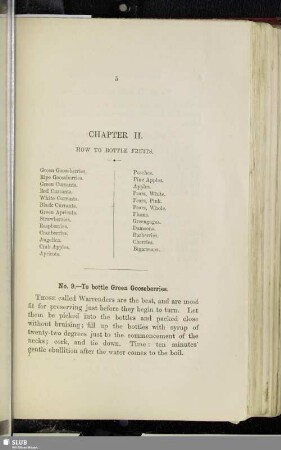 5
CHAPTER II.
HOW TO BOTTLE FRUITS.
Green Gooseberries.
Ripe Gooseberries.
Green Currants.
Red Currants.
White Currants.
Black Currants.
Green Apricots.
Strawberries.
Raspberries.
Cranberries.
Angelica.
Crab Apples.
Apricots.
Peaches.
Pine Apples.
Apples.
Pears, White.
Pears, Pink.
Pears, Whole.
Plums.
Greengages.
Damsons.
Barberries.
Cherries.
Bigaroons.
No. 9.—To bottle Green Gooseberries.
THOSE called Warrenders are the best, and are most
fit for preserving just before they begin to turn. Let
them be picked into the bottles and packed close
without bruising; fill up the bottles with syrup of
twenty-two degrees just to the commencement of the
necks; cork, and tie down. Time: ten minutes'
gentle ebullition after the water comes to the boil.
SLUB